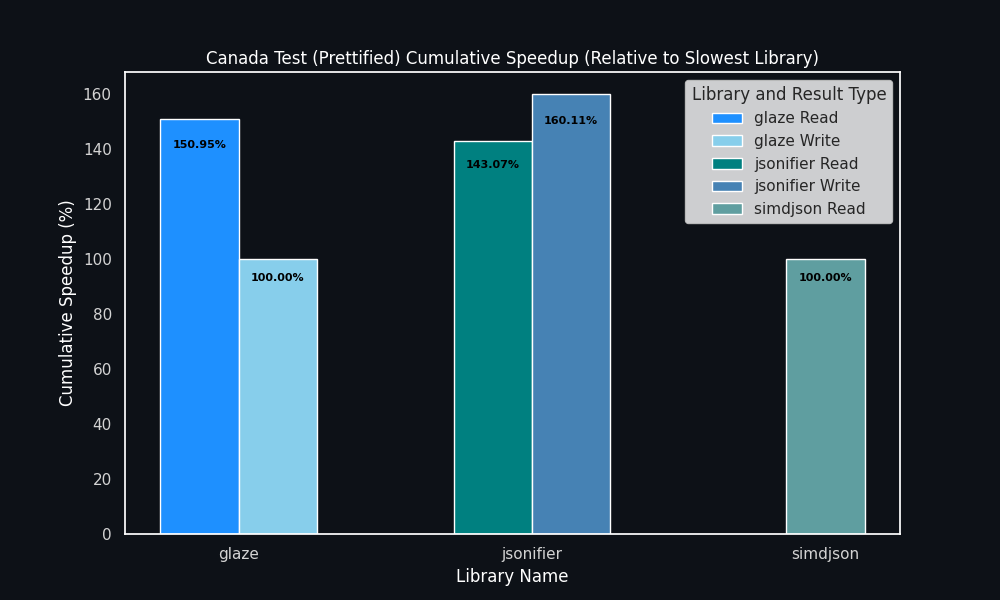 Canada Test (Prettified) Cumulative Speedup (Relative to Slowest Library)
Cumulative Speedup (%)
160
140
120
100
80
60
40
20
0
150.95%
100.00%
143.07%
160.11%
100.00%
Library and Result Type
glaze Read
glaze Write
jsonifier Read
jsonifier Write
simdjson Read
glaze
jsonifier
simdjson
Library Name